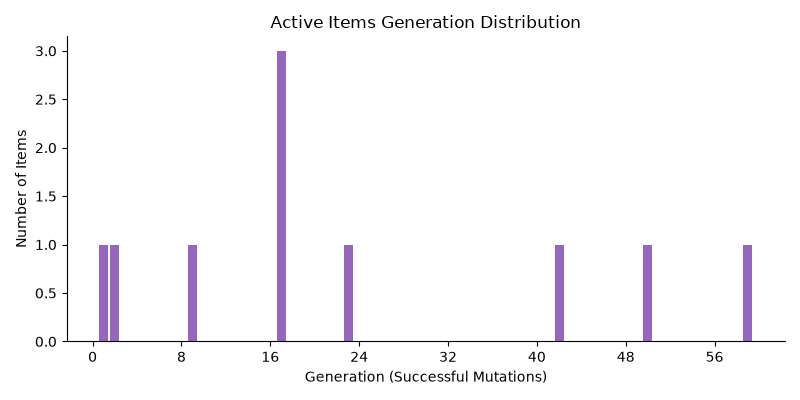 Active Items Generation Distribution
Number of Items
3.0
2.5
2.0
1.5
1.0
0.5
0.0
0 8 16 24 32 40 48 56
Generation (Successful Mutations)